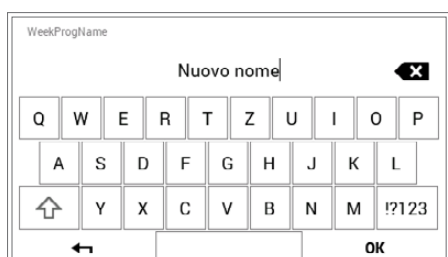 WeekProgName
Nuovo nome
Q W E R T Z U I O P
A S D F G H J K L
Y X C V B N M !?123
OK